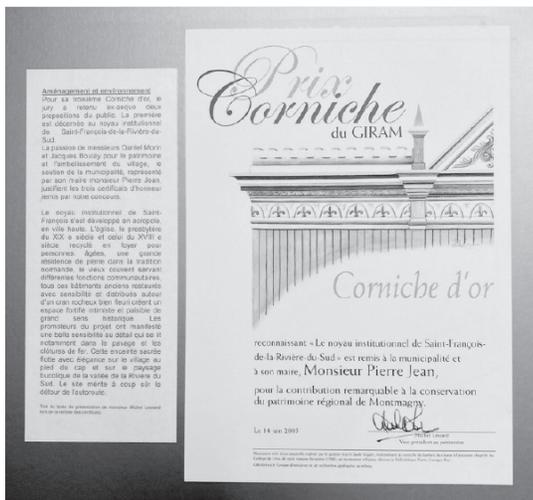 Aménagement et environnement
Pour sa troisième Corniche d'or, le
jury a retenu ex-aequo deux
propositions du public. La première
est décernée au noyau institutionnel
de Saint-François-de-la-Rivière-du-
Sud.
La passion de messieurs Daniel Morin
et Jacques Boulay pour le patrimoine
et l'embellissement du village, le
soutien de la municipalité, représenté
par son maire monsieur Pierre Jean,
justifient les trois certificats d'honneur
remis par notre concours.
Le noyau institutionnel de Saint-
François s'est développé en acropole,
en ville haute. L'église, le presbytère
du XIX e siècle et celui du XVIII e
siècle recyclé en foyer pour
personnes âgées, une grande
résidence de pierre dans la tradition
normande, le vieux couvent servant
différentes fonctions communautaires,
tous ces bâtiments anciens restaurés
avec sensibilité et distribués autour
d'un cran rocheux bien fleuri créent un
espace fortifié intimiste et paisible de
grand sens historique. Les
promoteurs du projet ont manifesté
une belle sensibilité au détail qui se lit
notamment dans le pavage et les
clôtures de fer. Cette enceinte sacrée
flotte avec élégance sur le village au
pied du cap et sur le paysage
bucolique de la vallée de la Rivière du
Sud. Le site mérite à coup sûr le
détour de l'autoroute.
Prix
Corniche
du GIRAM
Corniche d'or
reconnaissant « Le noyau institutionnel de Saint-François-
de-la-Rivière-du-Sud » est remis à la municipalité et
à son maire, Monsieur Pierre Jean,
pour la contribution remarquable à la conservation
du patrimoine régional de Montmagny.
Le 14 juin 2005
Michel Lessard
Vice-président au patrimoine